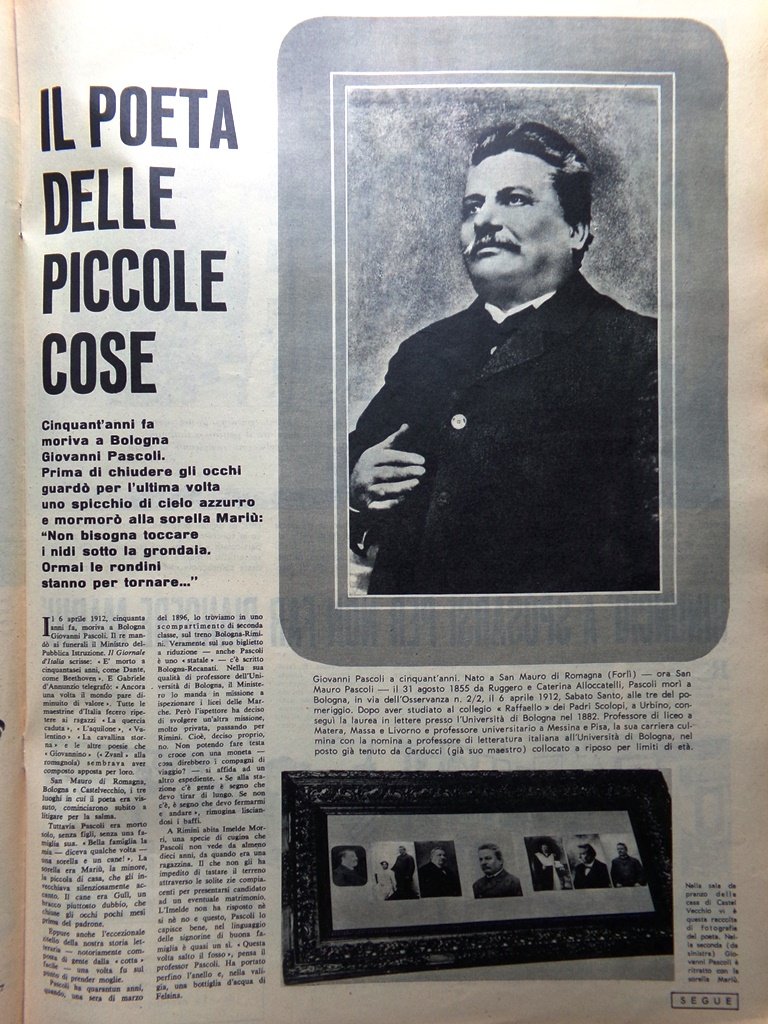 IL POETA
DELLE
PICCOLE
COSE
Cinquant'anni fa
moriva a Bologna
Giovanni Pascoli.
Prima di chiudere gli occhi
guardò per l'ultima volta
uno spicchio di cielo azzurro
e mormorò alla sorella Mariù:
"Non bisogna toccare
i nidi sotto la grondaia.
Ormai le rondini
stanno per tornare..."
Il 6 aprile 1912, cinquanta
anni fa, moriva a Bologna
Giovanni Pascoli. Il re man-
dò ai funerali il Ministro del-
la Pubblica Istruzione. Il Giornale
d'Italia scrisse: « E' morto a
cinquantasei anni, come Dante,
come Beethoven ». E Gabriele
d'Annunzio telegrafò: « Ancora
una volta il mondo pare di-
minuito di valore ». Tutte le
maestrine d'Italia fecero ripe-
tere ai ragazzi « La quercia
caduta », « L'aquilone », « Va-
lentino » « La cavallina stor-
na » e le altre poesie che
« Giovannino » (« Zvanì » alla
romagnola) sembrava aver
composto apposta per loro.
San Mauro di Romagna,
Bologna e Castelvecchio, i tre
luoghi in cui il poeta era vis-
suto, cominciarono subito a
litigare per la salma.
Tuttavia Pascoli era morto
solo, senza figli, senza una fa-
miglia sua. « Bella famiglia la
mia — diceva qualche volta —
una sorella e un cane! ». La
sorella era Mariù, la minore,
la piccola di casa, che gli in-
vecchiava silenziosamente ac-
canto. Il cane era Gulì, un
bracco piuttosto dubbio, che
chiuse gli occhi pochi mesi
prima del padrone.
Eppure anche l'eccezionale
zitello della nostra storia let-
teraria — notoriamente com-
posta di gente dalla « cotta »
facile — una volta fu sul
punto di prender moglie.
Pascoli ha quarantun anni,
quando, una sera di marzo
del 1896, lo troviamo in uno
scompartimento di seconda
classe, sul treno Bologna-Rimi-
ni. Veramente sul suo biglietto
a riduzione — anche Pascoli
è uno « statale » — c'è scritto
Bologna-Recanati. Nella sua
qualità di professore dell'Uni-
versità di Bologna, il Ministe-
ro lo manda in missione a
ispezionare i licei delle Mar-
che. Però l'ispettore ha deciso
di svolgere un'altra missione,
molto privata, passando per
Rimini. Cioè, deciso proprio,
no. Non potendo fare testa
o croce con una moneta —
cosa direbbero i compagni di
viaggio? — si affida ad un
altro espediente. « Se alla sta-
zione c'è gente è segno che
devo tirar di lungo. Se non
c'è, è segno che devo fermarmi
e andare », rimugina liscian-
dosi i baffi.
A Rimini abita Imelde Mor-
ri, una specie di cugina che
Pascoli non vede da almeno
dieci anni, da quando era una
ragazzina. Il che non gli ha
impedito di tastare il terreno
attraverso le solite zie compia-
centi per presentarsi candidato
ad un eventuale matrimonio.
L'Imelde non ha risposto nè
sì nè no e questo, Pascoli lo
capisce bene, nel linguaggio
delle signorine di buona fa-
miglia è quasi un sì. « Questa
volta salto il fosso », pensa il
professor Pascoli. Ha portato
perfino l'anello e, nella vali-
gia, una bottiglia d'acqua di
Felsina.
Giovanni Pascoli a cinquant'anni. Nato a San Mauro di Romagna (Forlì) — ora San
Mauro Pascoli — il 31 agosto 1855 da Ruggero e Caterina Alloccatelli, Pascoli morì a
Bologna, in via dell'Osservanza n. 2/2, il 6 aprile 1912, Sabato Santo, alle tre del po-
meriggio. Dopo aver studiato al collegio « Raffaello » dei Padri Scolopi, a Urbino, con-
seguì la laurea in lettere presso l'Università di Bologna nel 1882. Professore di liceo a
Matera, Massa e Livorno e professore universitario a Messina e Pisa, la sua carriera cul-
mina con la nomina a professore di letteratura italiana all'Università di Bologna, nel
posto già tenuto da Carducci (già suo maestro) collocato a riposo per limiti di età.
Nella sala da
pranzo della
casa di Castel
Vecchio vi è
questa raccolta
di fotografie
del poeta. Nel-
la seconda (da
sinistra) Gio-
vanni Pascoli è
ritratto con la
sorella Mariù.
SEGUE